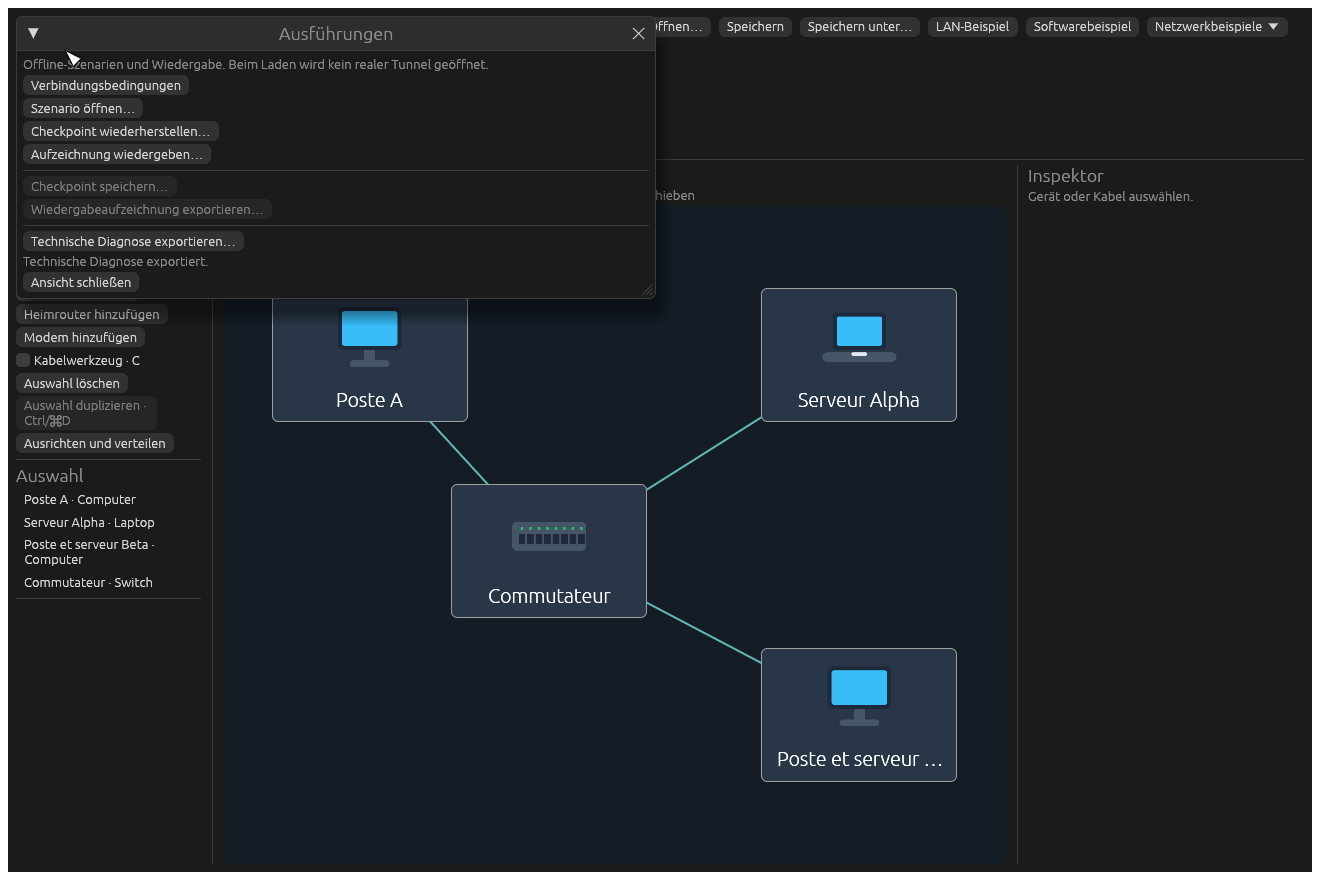 Ausführungen
Offline-Szenarien und Wiedergabe. Beim Laden wird kein realer Tunnel geöffnet.
Verbindungsbedingungen
Szenario öffnen…
Checkpoint wiederherstellen…
Aufzeichnung wiedergeben…
Checkpoint speichern…
Wiedergabeaufzeichnung exportieren…
Technische Diagnose exportieren…
Technische Diagnose exportiert.
Ansicht schließen
Speichern
Speichern unter…
LAN-Beispiel
Softwarebeispiel
Netzwerkbeispiele
Heimrouter hinzufügen
Modem hinzufügen
Kabelwerkzeug · C
Auswahl löschen
Auswahl duplizieren ·
Ctrl/⌘D
Ausrichten und verteilen
Auswahl
Poste A · Computer
Serveur Alpha · Laptop
Poste et serveur Beta ·
Computer
Commutateur · Switch
Poste A
Serveur Alpha
Commutateur
Poste et serveur …
Inspektor
Gerät oder Kabel auswählen.